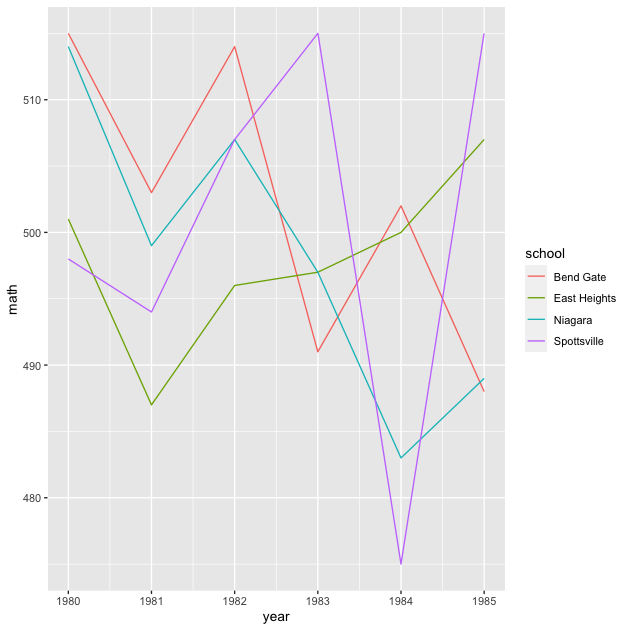 math
510
500
490
480
1980 1981 1982 1983 1984 1985
year
school
Bend Gate
East Heights
Niagara
Spottsville